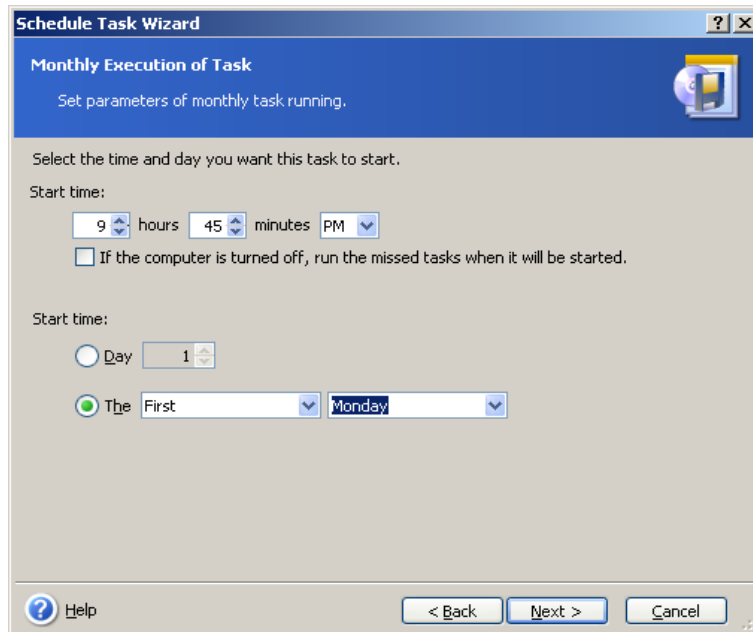 Schedule Task Wizard
Monthly Execution of Task
Set parameters of monthly task running.
Select the time and day you want this task to start.
Start time:
9 hours 45 minutes PM
If the computer is turned off, run the missed tasks when it will be started.
Start time:
Day 1
The First Monday
Help < Back Next > Cancel